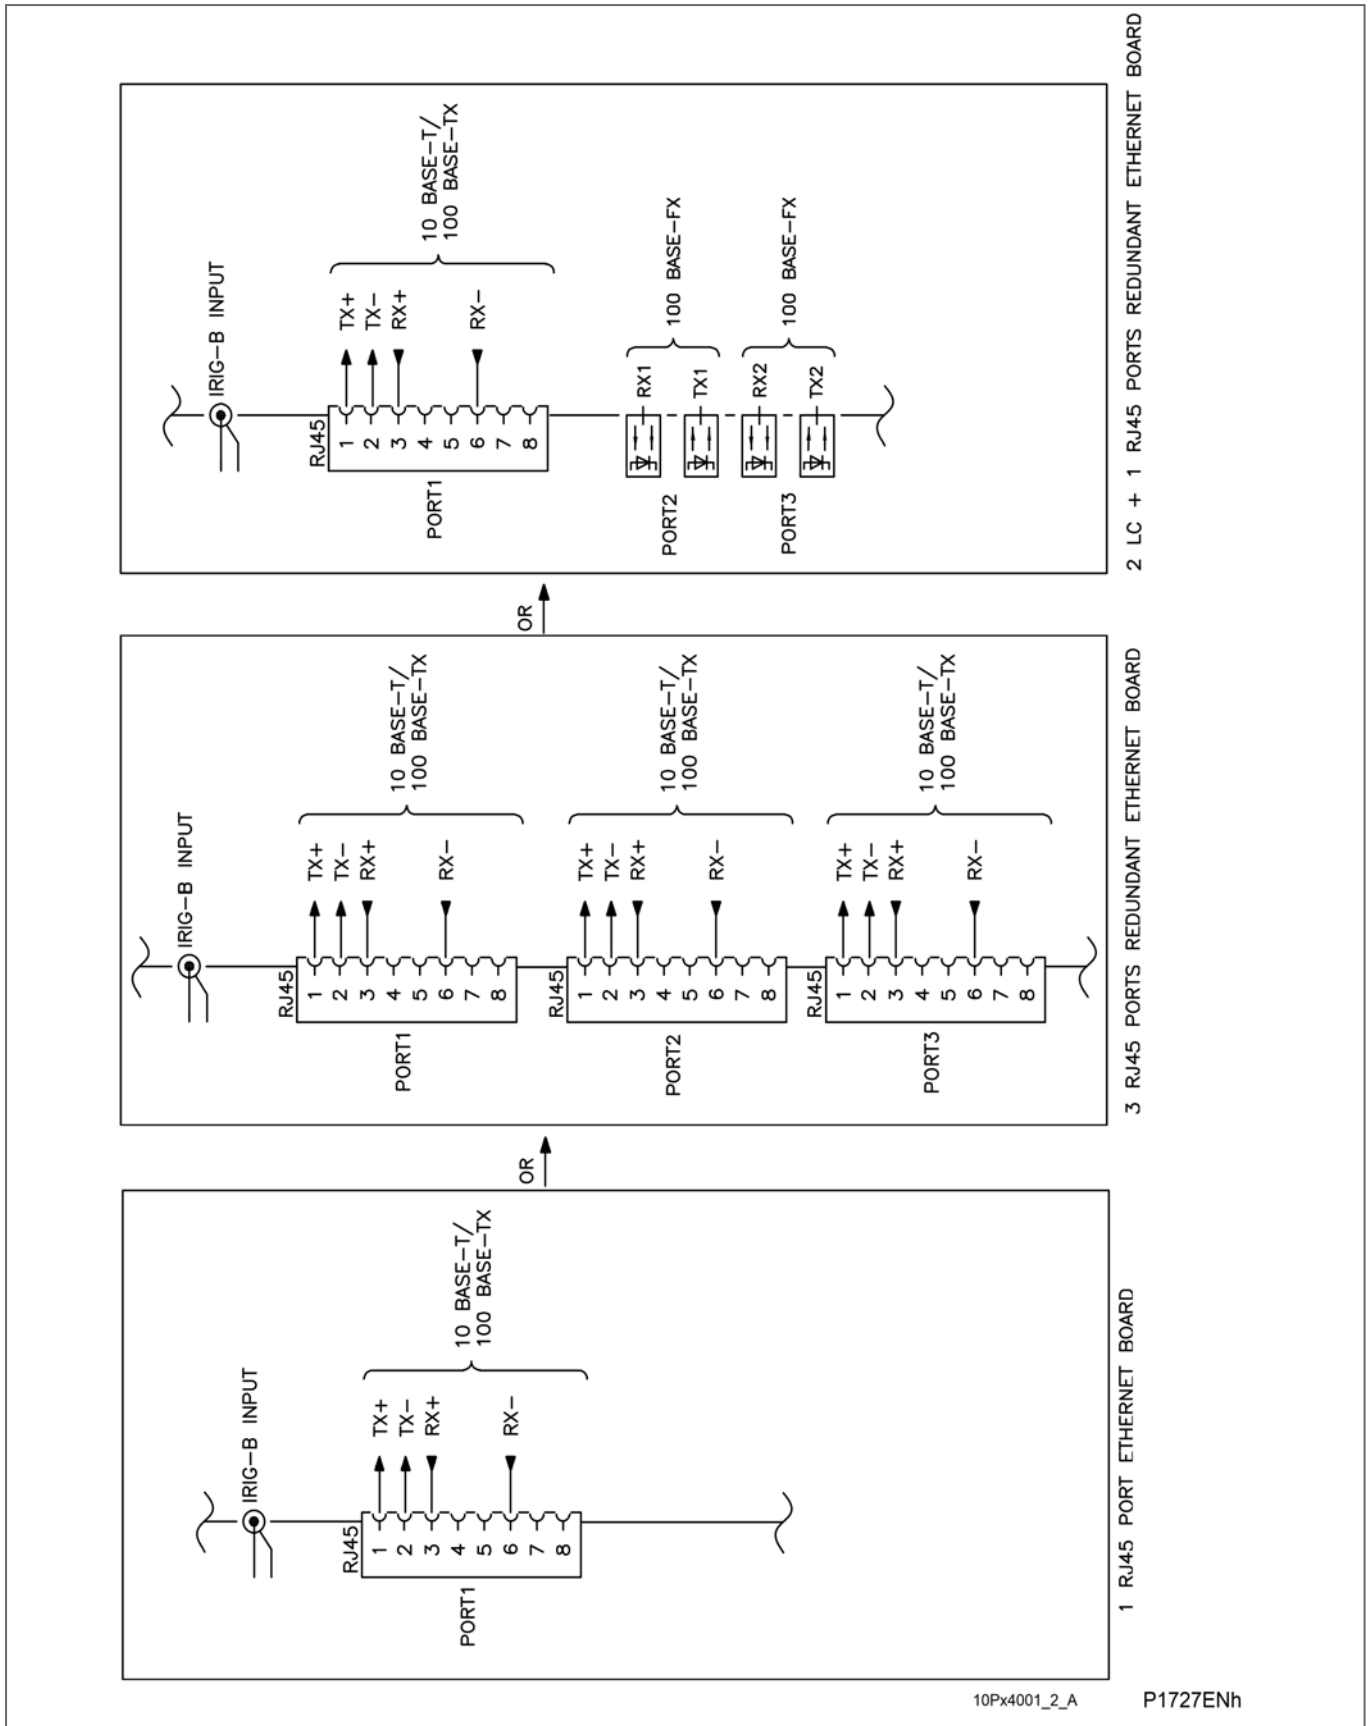 IRIG-B INPUT
RJ45
1
2
3
4
5
6
7
8
PORT1
TX+
TX-
RX+
RX-
10 BASE-T/
100 BASE-TX
1 RJ45 PORT ETHERNET BOARD
OR
IRIG-B INPUT
RJ45
1
2
3
4
5
6
7
8
PORT1
TX+
TX-
RX+
RX-
10 BASE-T/
100 BASE-TX
RJ45
1
2
3
4
5
6
7
8
PORT2
TX+
TX-
RX+
RX-
10 BASE-T/
100 BASE-TX
RJ45
1
2
3
4
5
6
7
8
PORT3
TX+
TX-
RX+
RX-
10 BASE-T/
100 BASE-TX
3 RJ45 PORTS REDUNDANT ETHERNET BOARD
OR
IRIG-B INPUT
RJ45
1
2
3
4
5
6
7
8
PORT1
TX+
TX-
RX+
RX-
10 BASE-T/
100 BASE-TX
PORT2
RX1
TX1
100 BASE-FX
PORT3
RX2
TX2
100 BASE-FX
2 LC + 1 RJ45 PORTS REDUNDANT ETHERNET BOARD
10Px4001_2_A
P1727ENh